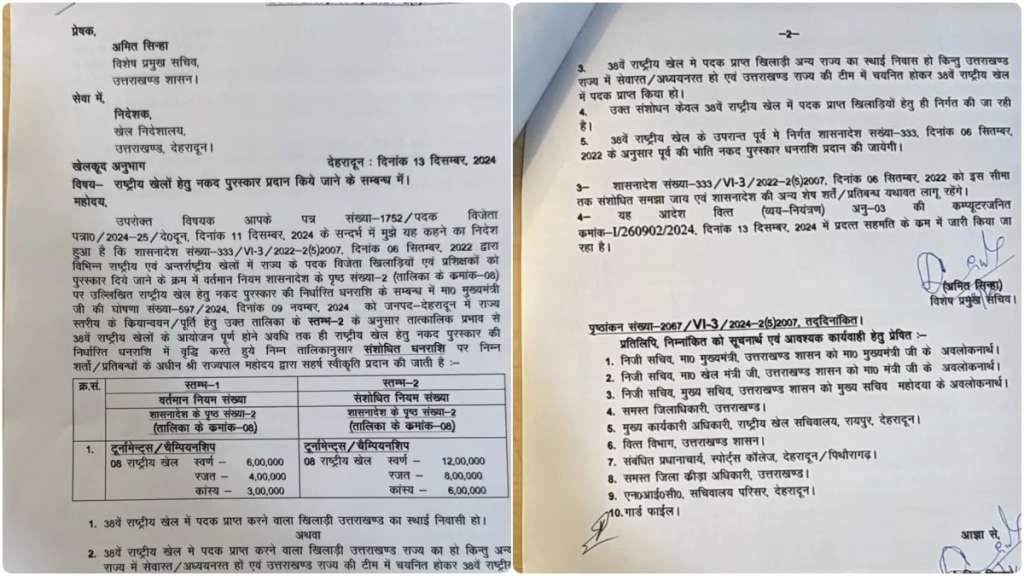 प्रेषक,
अमित सिन्हा
विशेष प्रमुख सचिव,
उत्तराखण्ड शासन।
सेवा में,
निदेशक,
खेल निदेशालय,
उत्तराखण्ड, देहरादून।
खेलकूद अनुभाग देहरादून : दिनांक 13 दिसम्बर, 2024
विषय– राष्ट्रीय खेलों हेतु नकद पुरस्कार प्रदान किये जाने के सम्बन्ध में।
महोदय,
उपरोक्त विषयक आपके पत्र संख्या–1752/पदक विजेता
पत्रा0/2024–25/दे0दून, दिनांक 11 दिसम्बर, 2024 के सन्दर्भ में मुझे यह कहने का निदेश
हुआ है कि शासनादेश संख्या–333/VI-3/2022–2(5)2007, दिनांक 06 सितम्बर, 2022 द्वारा
विभिन्न राष्ट्रीय एवं अन्तर्राष्ट्रीय खेलों में राज्य के पदक विजेता खिलाड़ियों एवं प्रशिक्षकों को
पुरस्कार दिये जाने के क्रम में वर्तमान नियम शासनादेश के पृष्ठ संख्या–2 (तालिका के क्रमांक–08)
पर उल्लिखित राष्ट्रीय खेल हेतु नकद पुरस्कार की निर्धारित धनराशि के सम्बन्ध में मा0 मुख्यमंत्री
जी की घोषणा संख्या–597/2024, दिनांक 09 नवम्बर, 2024 को जनपद–देहरादून में राज्य
स्तरीय के क्रियान्वयन/पूर्ति हेतु उक्त तालिका के स्तम्भ–2 के अनुसार तात्कालिक प्रभाव से
38वें राष्ट्रीय खेलों के आयोजन पूर्ण होने अवधि तक ही राष्ट्रीय खेल हेतु नकद पुरस्कार की
निर्धारित धनराशि में वृद्धि करते हुये निम्न तालिकानुसार संशोधित धनराशि पर निम्न
शर्तों/प्रतिबन्धों के अधीन श्री राज्यपाल महोदय द्वारा सहर्ष स्वीकृति प्रदान की जाती है :–
क्र.सं. स्तम्भ–1 स्तम्भ–2
वर्तमान नियम संख्या संशोधित नियम संख्या
शासनादेश के पृष्ठ संख्या–2 शासनादेश के पृष्ठ संख्या–2
(तालिका के क्रमांक–08) (तालिका के क्रमांक–08)
1. टूर्नामेन्ट्स/चैम्पियनशिप टूर्नामेन्ट्स/चैम्पियनशिप
08 राष्ट्रीय खेल स्वर्ण – 6,00,000 08 राष्ट्रीय खेल स्वर्ण – 12,00,000
रजत – 4,00,000 रजत – 8,00,000
कांस्य – 3,00,000 कांस्य – 6,00,000
1. 38वें राष्ट्रीय खेल में पदक प्राप्त करने वाला खिलाड़ी उत्तराखण्ड का स्थाई निवासी हो।
अथवा
2. 38वें राष्ट्रीय खेल मे पदक प्राप्त करने वाला खिलाड़ी उत्तराखण्ड राज्य का हो किन्तु अन्य
राज्य में सेवारत/अध्ययनरत हों एवं उत्तराखण्ड राज्य की टीम में चयनित होकर 38वें राष्ट्रीय
–2–
3. 38वें राष्ट्रीय खेल मे पदक प्राप्त खिलाड़ी अन्य राज्य का स्थाई निवास हो किन्तु उत्तराखण्ड
राज्य में सेवारत/अध्ययनरत हो एवं उत्तराखण्ड राज्य की टीम में चयनित होकर 38वें राष्ट्रीय खेल
में पदक प्राप्त किया हो।
4. उक्त संशोधन केवल 38वें राष्ट्रीय खेल में पदक प्राप्त खिलाड़ियों हेतु ही निर्गत की जा रही
है।
5. 38वें राष्ट्रीय खेल के उपरान्त पूर्व मे निर्गत शासनादेश सख्या–333, दिनांक 06 सितम्बर,
2022 के अनुसार पूर्व की भोति नकद पुरस्कार धनराशि प्रदान की जायेगी।
3– शासनादेश संख्या–333/VI-3/2022–2(5)2007, दिनांक 06 सितम्बर, 2022 को इस सीमा
तक संशोधित समझा जाय एवं शासनादेश की अन्य शेष शर्ते/प्रतिबन्ध यथावत लागू रहेंगे।
4– यह आदेश वित्त (व्यय–नियंत्रण) अनु–03 की कम्प्यूटरजनित
क्रमांक–I/260902/2024, दिनांक 13 दिसम्बर, 2024 में प्रदत्त सहमति के क्रम में जारी किया जा
रहा है।
(अमित सिन्हा)
विशेष प्रमुख सचिव।
पृष्ठांकन संख्या–2067/VI-3/2024–2(5)2007, तद्दिनांकित।
प्रतिलिपि, निम्नांकित को सूचनार्थ एवं आवश्यक कार्यवाही हेतु प्रेषित :–
1. निजी सचिव, मा0 मुख्यमंत्री, उत्तराखण्ड शासन को मा0 मुख्यमंत्री जी के अवलोकनार्थ।
2. निजी सचिव, मा0 खेल मंत्री जी, उत्तराखण्ड शासन को मा0 मंत्री जी के अवलोकनार्थ।
3. निजी सचिव, मुख्य सचिव, उत्तराखण्ड शासन को मुख्य सचिव महोदया के अवलोकनार्थ।
4. समस्त जिलाधिकारी, उत्तराखण्ड।
5. मुख्य कार्यकारी अधिकारी, राष्ट्रीय खेल सचिवालय, रायपुर, देहरादून।
6. वित्त विभाग, उत्तराखण्ड शासन।
7. संबंधित प्रधानाचार्य, स्पोर्ट्स कॉलेज, देहरादून/पिथौरागढ़।
8. समस्त जिला क्रीड़ा अधिकारी, उत्तराखण्ड।
9. एन0आई0सी0, सचिवालय परिसर, देहरादून।
10. गार्ड फाईल।
आज्ञा से,